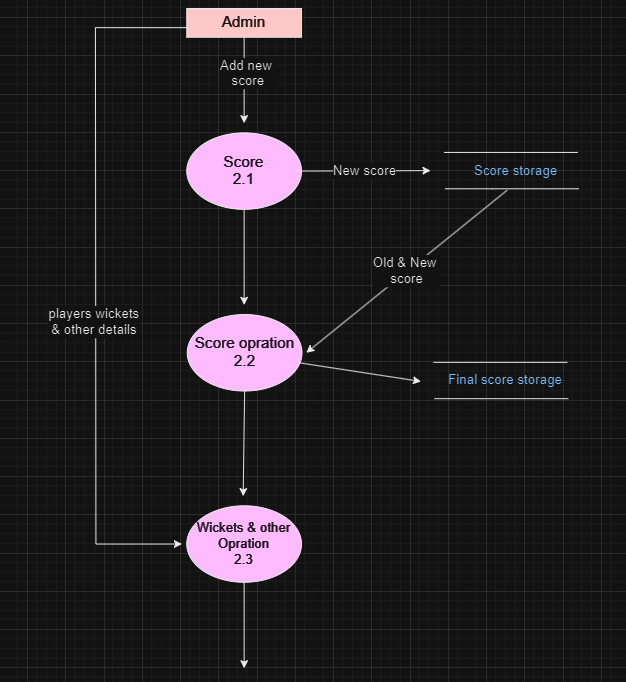 Admin
Add new
score
Score
2.1
New score
Score storage
Old & New
score
players wickets
& other details
Score opration
2.2
Final score storage
Wickets & other
Opration
2.3